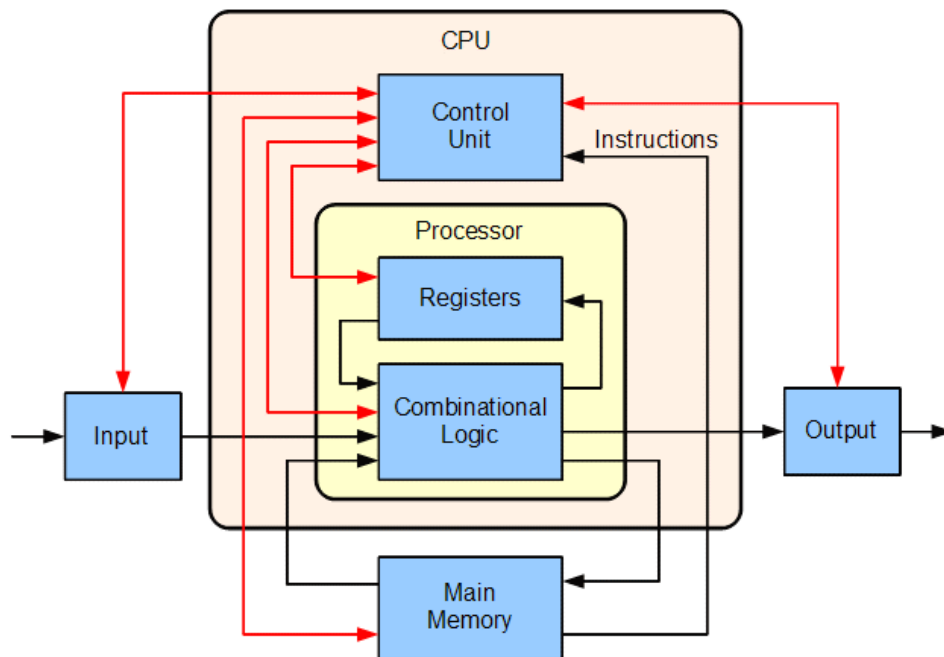 CPU
Control
Unit
Instructions
Processor
Registers
Combinational
Logic
Input
Output
Main
Memory